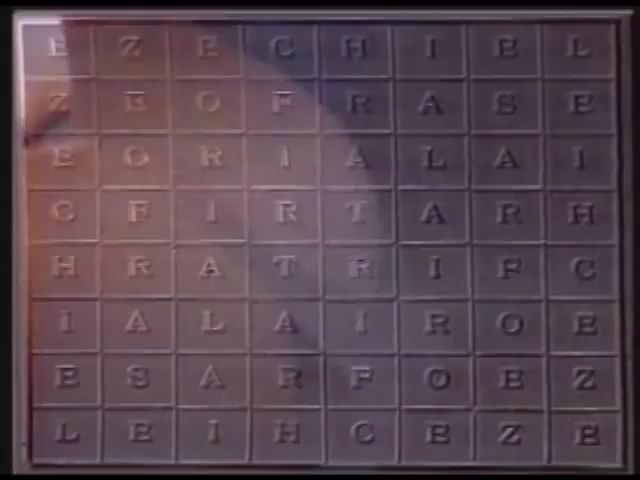 E Z E C H I E L
Z E O F R A S E
E O R I A L A I
C F I R T A R H
H R A T R I F C
I A L A I R O E
E S A R F O E Z
L E I H C E Z E